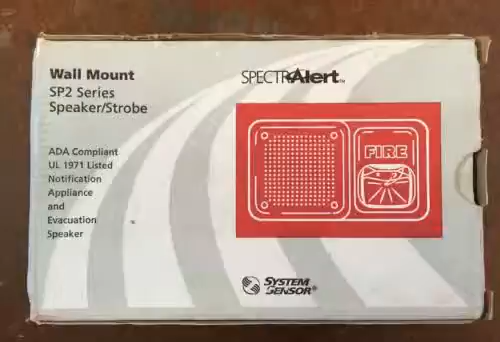 Wall Mount
SP2 Series
Speaker/Strobe
ADA Compliant
UL 1971 Listed
Notification
Appliance
and
Evacuation
Speaker
SPECTRAlert™
FIRE
SYSTEM
SENSOR®